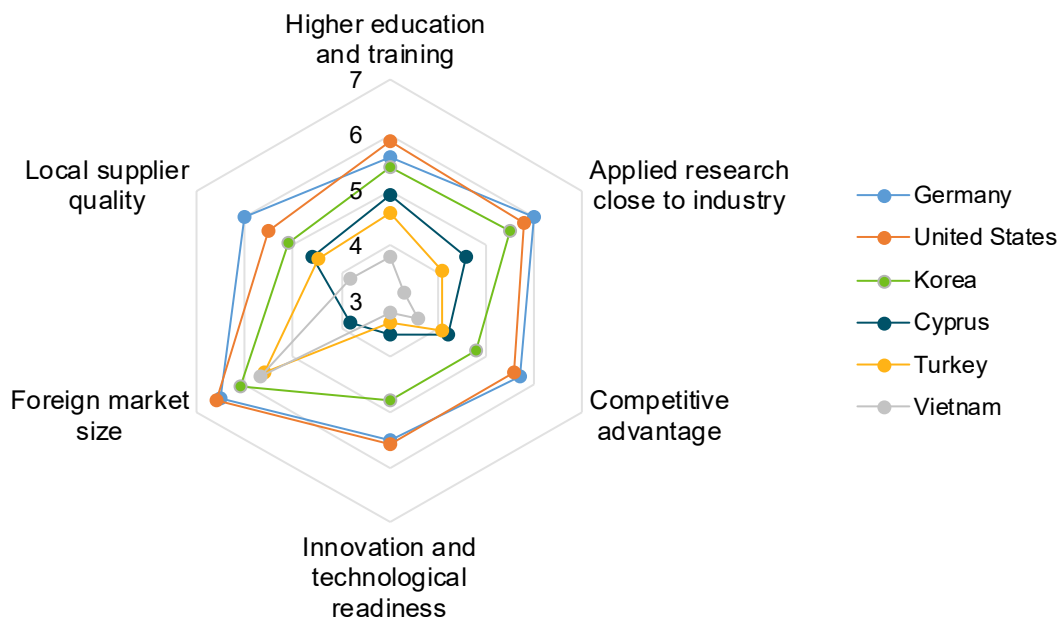 Higher education
and training
7
6
5
4
3
Local supplier
quality
Applied research
close to industry
Foreign market
size
Competitive
advantage
Innovation and
technological
readiness
Germany
United States
Korea
Cyprus
Turkey
Vietnam